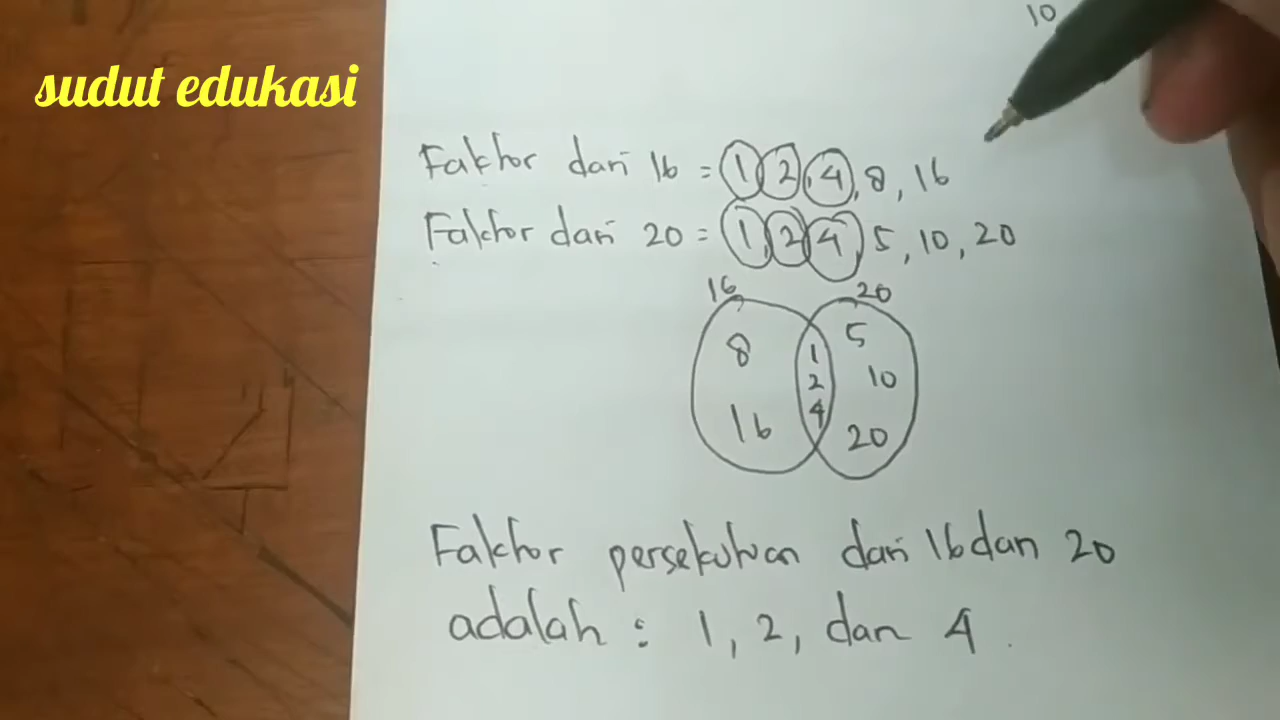 10
sudut edukasi
Faktor dari 16 = 1, 2, 4, 8, 16
Faktor dari 20 = 1, 2, 4, 5, 10, 20
16 20
8 1 5
2 10
16 4 20
Faktor persekutuan dari 16 dan 20
adalah : 1, 2, dan 4.